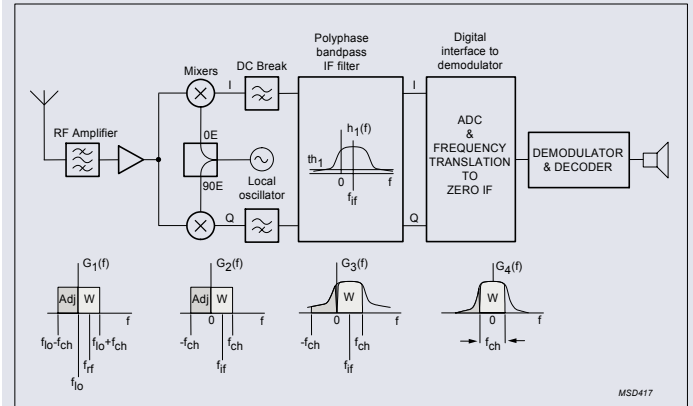 Polyphase
bandpass
IF filter
Digital
interface to
demodulator
Mixers
DC Break
I
I
RF Amplifier
0E
90E
Local
oscillator
h1(f)
th1
0
f
fif
ADC
&
FREQUENCY
TRANSLATION
TO
ZERO IF
DEMODULATOR
& DECODER
Q
Q
G1(f)
Adj W
f
flo-fch
flo+fch
frf
flo
G2(f)
Adj W
0
f
-fch
fch
fif
G3(f)
W
0
f
-fch
fch
fif
G4(f)
W
0
f
fch
MSD417